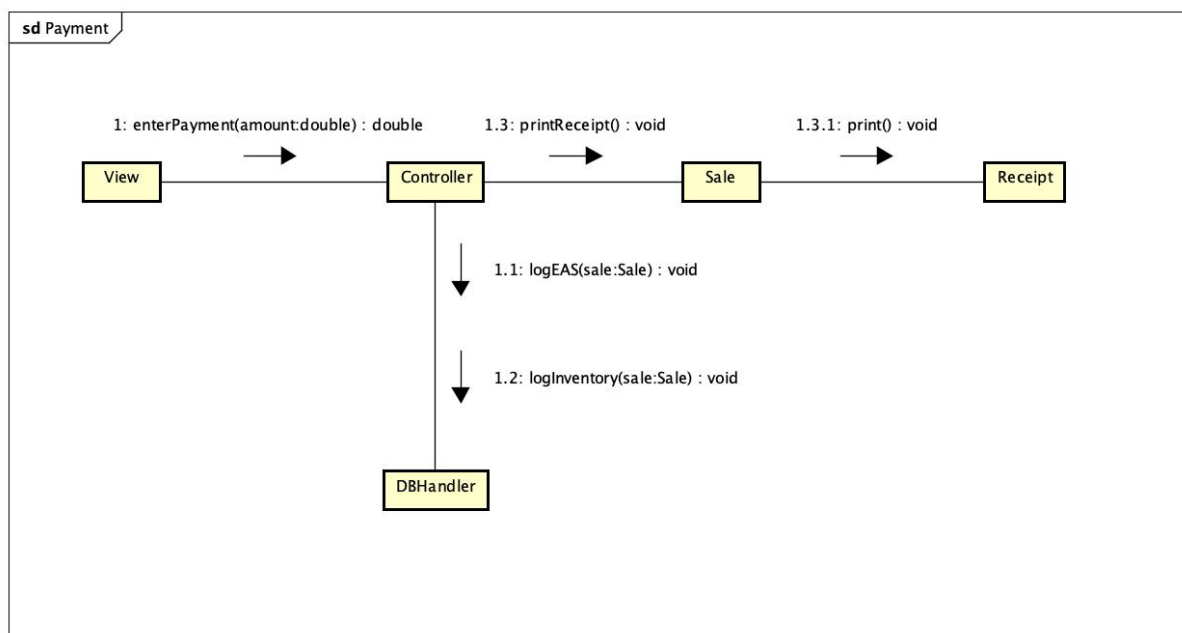 sd Payment
1: enterPayment(amount:double) : double
1.3: printReceipt() : void
1.3.1: print() : void
View
Controller
Sale
Receipt
1.1: logEAS(sale:Sale) : void
1.2: logInventory(sale:Sale) : void
DBHandler